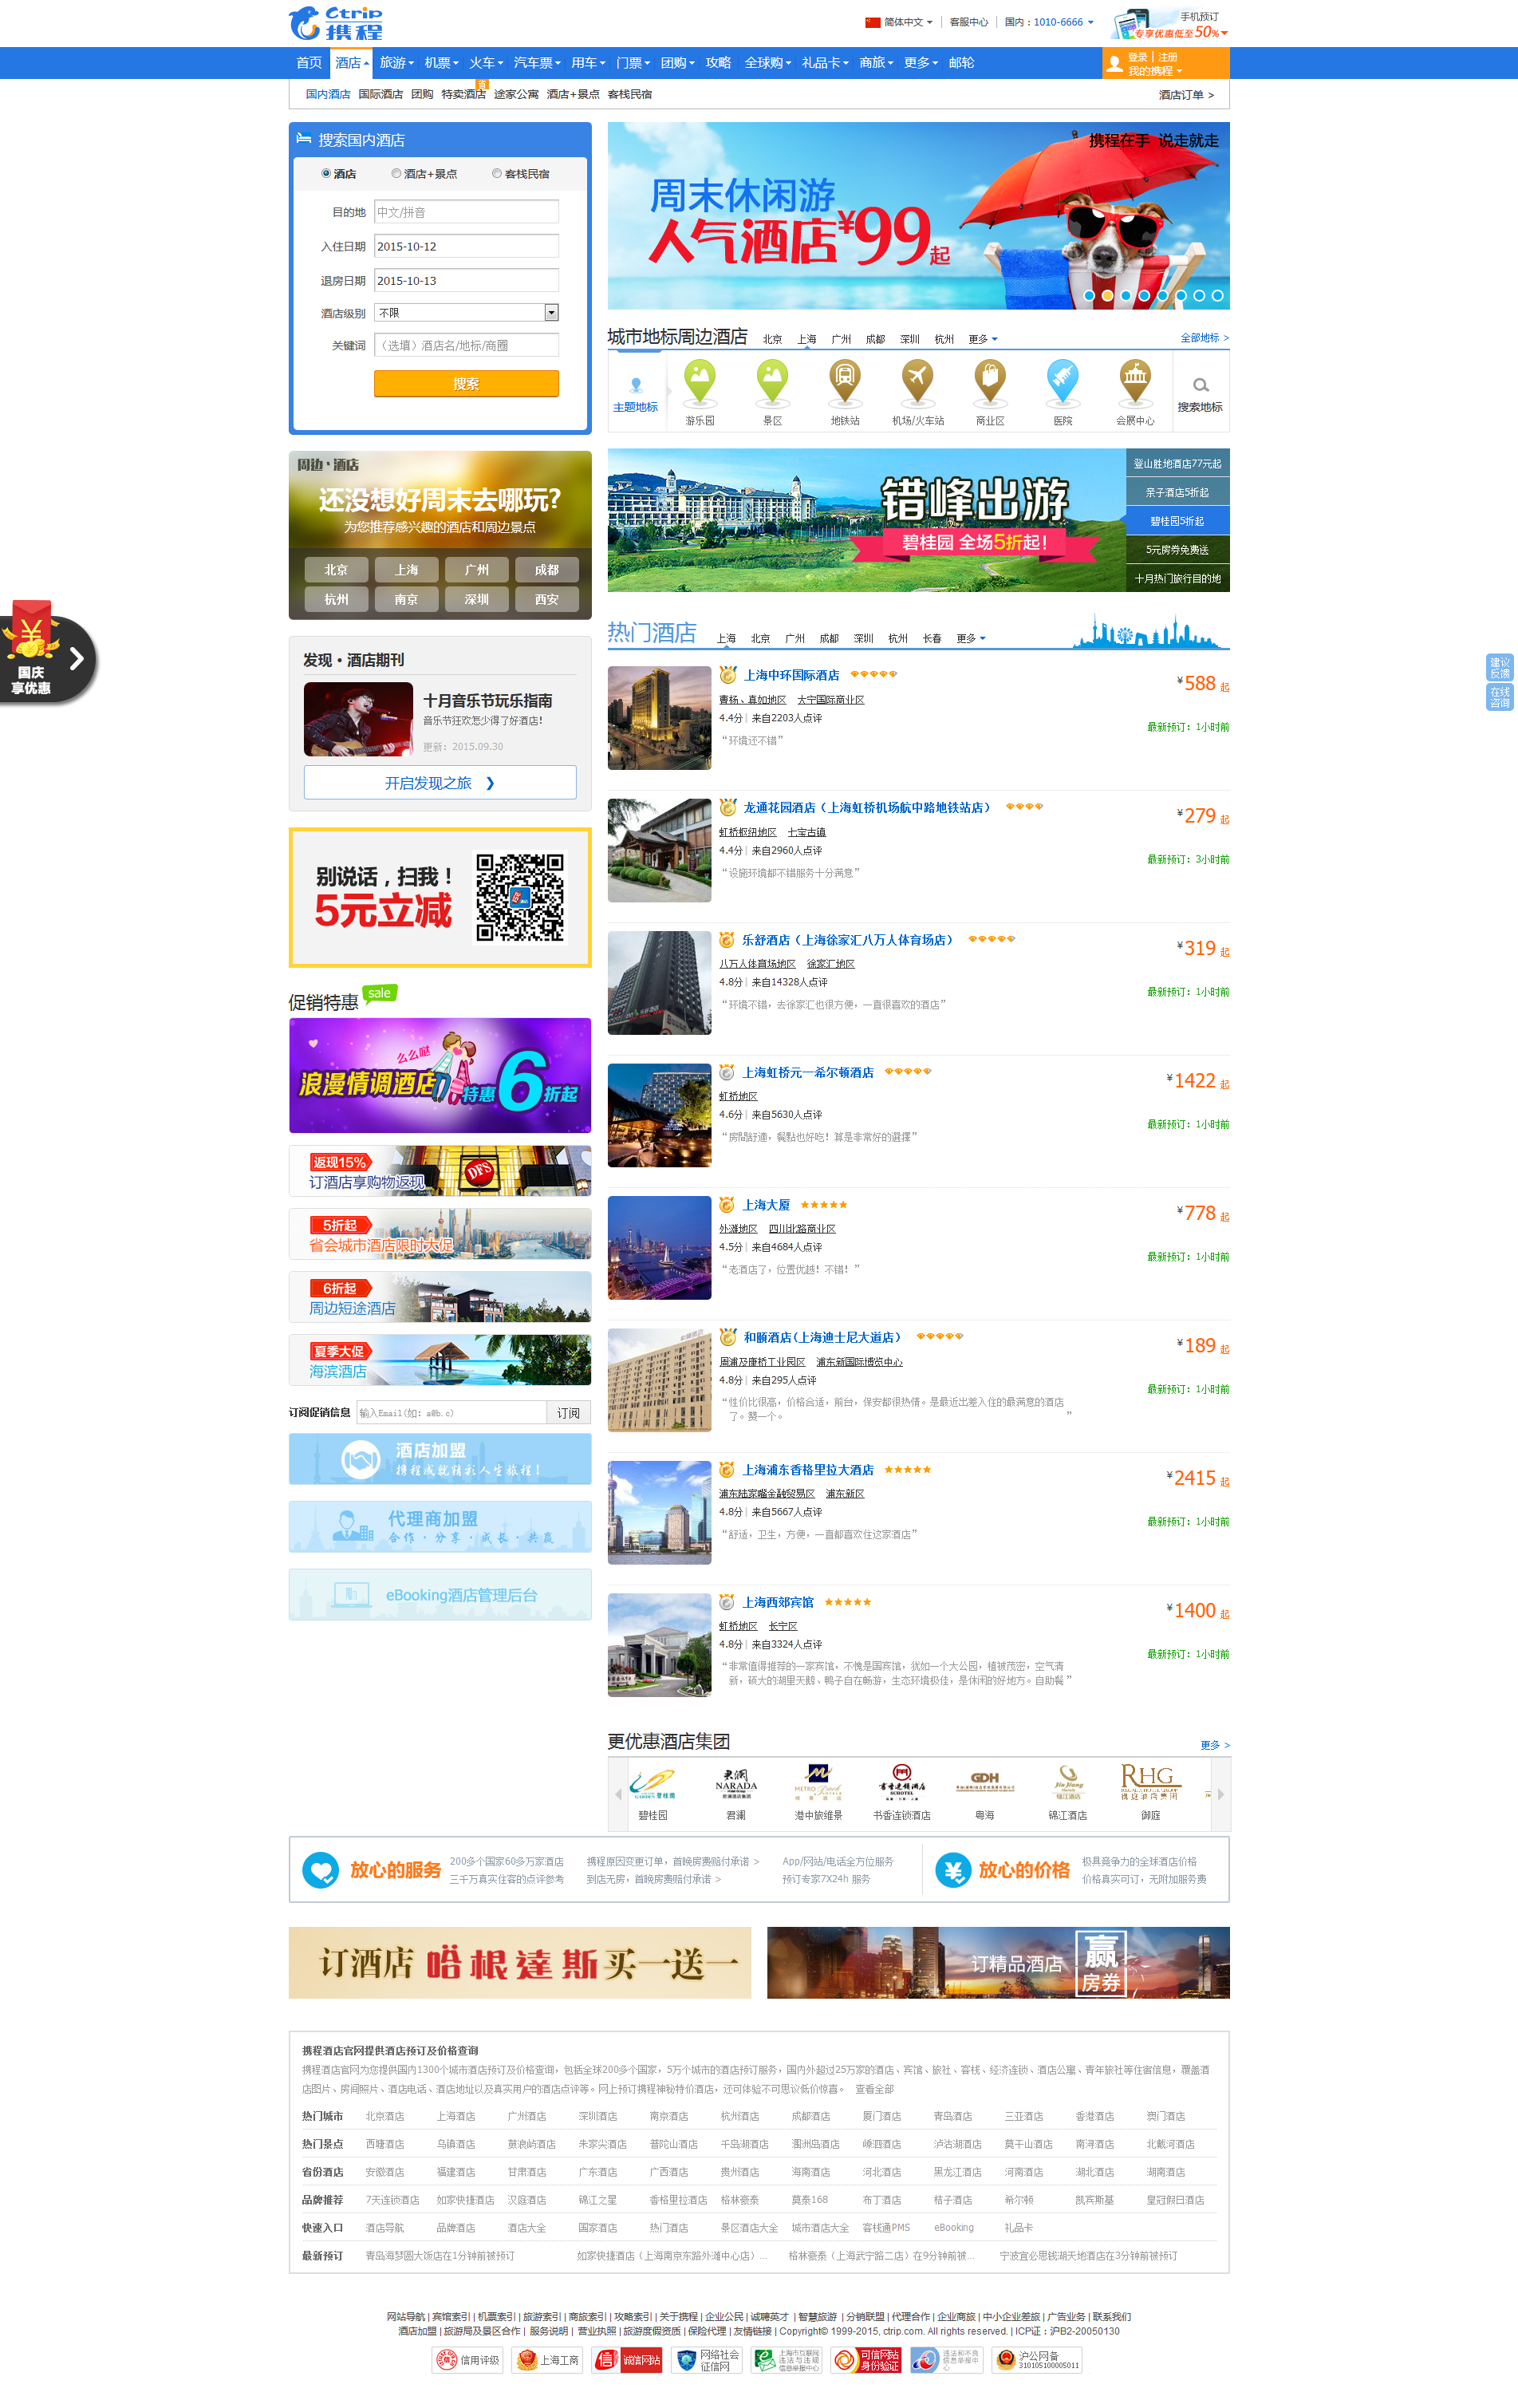 Ctrip
携程
简体中文
客服中心
国内：1010-6666
手机预订
专享优惠低至50%
首页 酒店 旅游 机票 火车 汽车票 用车 门票 团购 攻略 全球购 礼品卡 商旅 更多 邮轮
登录 | 注册
我的携程
国内酒店 国际酒店 团购 特卖酒店 途家公寓 酒店+景点 客栈民宿
酒店订单 >
搜索国内酒店
酒店 酒店+景点 客栈民宿
目的地 中文/拼音
入住日期 2015-10-12
退房日期 2015-10-13
酒店级别 不限
关键词 （选填）酒店名/地标/商圈
搜索
携程在手 说走就走
周末休闲游
人气酒店¥99起
城市地标周边酒店 北京 上海 广州 成都 深圳 杭州 更多
全部地标 >
主题地标 游乐园 景区 地铁站 机场/火车站 商业区 医院 会展中心 搜索地标
周边·酒店
还没想好周末去哪玩?
为您推荐感兴趣的酒店和周边景点
北京 上海 广州 成都
杭州 南京 深圳 西安
错峰出游
碧桂园 全场5折起！
登山胜地酒店77元起
亲子酒店5折起
碧桂园5折起
5元房券免费送
十月热门旅行目的地
国庆
享优惠
建议
反馈
在线
咨询
发现·酒店期刊
十月音乐节玩乐指南
音乐节狂欢怎少得了好酒店！
更新：2015.09.30
开启发现之旅
别说话，扫我！
5元立减
促销特惠 sale
么么哒
浪漫情调酒店 特惠6折起
返现15%
订酒店享购物返现
DFS
5折起
省会城市酒店限时大促
6折起
周边短途酒店
夏季大促
海滨酒店
订阅促销信息 输入Email(如: a@b.c) 订阅
酒店加盟
携程成就精彩人生旅程！
代理商加盟
合作·分享·成长·共赢
eBooking酒店管理后台
热门酒店 上海 北京 广州 成都 深圳 杭州 长春 更多
上海中环国际酒店
¥588 起
曹杨、真如地区 大宁国际商业区
4.4分| 来自2203人点评
最新预订：1小时前
“环境还不错”
龙通花园酒店（上海虹桥机场航中路地铁站店）
¥279 起
虹桥枢纽地区 七宝古镇
4.4分| 来自2960人点评
最新预订：3小时前
“设施环境都不错服务十分满意”
乐舒酒店（上海徐家汇八万人体育场店）
¥319 起
八万人体育场地区 徐家汇地区
4.8分| 来自14328人点评
最新预订：1小时前
“环境不错，去徐家汇也很方便，一直很喜欢的酒店”
上海虹桥元一希尔顿酒店
¥1422 起
虹桥地区
4.6分| 来自5630人点评
最新预订：1小时前
“房間舒適，餐點也好吃！算是非常好的選擇”
上海大厦
¥778 起
外滩地区 四川北路商业区
4.5分| 来自4684人点评
最新预订：1小时前
“老酒店了，位置优越！不错！”
和颐酒店(上海迪士尼大道店)
¥189 起
周浦及康桥工业园区 浦东新国际博览中心
4.8分| 来自295人点评
最新预订：1小时前
“性价比很高，价格合适，前台，保安都很热情。是最近出差入住的最满意的酒店
了。赞一个。”
上海浦东香格里拉大酒店
¥2415 起
浦东陆家嘴金融贸易区 浦东新区
4.8分| 来自5667人点评
最新预订：1小时前
“舒适，卫生，方便，一直都喜欢住这家酒店”
上海西郊宾馆
¥1400 起
虹桥地区 长宁区
4.8分| 来自3324人点评
最新预订：1小时前
“非常值得推荐的一家宾馆，不愧是国宾馆，犹如一个大公园，植被茂密，空气清
新，硕大的湖里天鹅、鸭子自在畅游，生态环境极佳，是休闲的好地方。自助餐”
更优惠酒店集团
更多 >
NARADA
GDH
RHG
碧桂园 君澜 港中旅维景 书香连锁酒店 粤海 锦江酒店 御庭
放心的服务
200多个国家60多万家酒店 携程原因变更订单，首晚房费赔付承诺 > App/网站/电话全方位服务
三千万真实住客的点评参考 到店无房，首晚房费赔付承诺 > 预订专家7X24h 服务
放心的价格
极具竞争力的全球酒店价格
价格真实可订，无附加服务费
订酒店 哈根達斯 买一送一
订精品酒店 赢房券
携程酒店官网提供酒店预订及价格查询
携程酒店官网为您提供国内1300个城市酒店预订及价格查询，包括全球200多个国家，5万个城市的酒店预订服务，国内外超过25万家的酒店、宾馆、旅社、客栈、经济连锁、酒店公寓、青年旅社等住宿信息，覆盖酒
店图片、房间照片、酒店电话、酒店地址以及真实用户的酒店点评等。网上预订携程神秘特价酒店，还可体验不可思议低价惊喜。 查看全部
热门城市 北京酒店 上海酒店 广州酒店 深圳酒店 南京酒店 杭州酒店 成都酒店 厦门酒店 青岛酒店 三亚酒店 香港酒店 澳门酒店
热门景点 西塘酒店 乌镇酒店 鼓浪屿酒店 朱家尖酒店 普陀山酒店 千岛湖酒店 涠洲岛酒店 嵊泗酒店 泸沽湖酒店 莫干山酒店 南浔酒店 北戴河酒店
省份酒店 安徽酒店 福建酒店 甘肃酒店 广东酒店 广西酒店 贵州酒店 海南酒店 河北酒店 黑龙江酒店 河南酒店 湖北酒店 湖南酒店
品牌推荐 7天连锁酒店 如家快捷酒店 汉庭酒店 锦江之星 香格里拉酒店 格林豪泰 莫泰168 布丁酒店 桔子酒店 希尔顿 凯宾斯基 皇冠假日酒店
快速入口 酒店导航 品牌酒店 酒店大全 国家酒店 热门酒店 景区酒店大全 城市酒店大全 客栈通PMS eBooking 礼品卡
最新预订 青岛海梦圆大饭店在1分钟前被预订 如家快捷酒店（上海南京东路外滩中心店）... 格林豪泰（上海武宁路二店）在9分钟前被... 宁波宜必思钱湖天地酒店在3分钟前被预订
网站导航 | 宾馆索引 | 机票索引 | 旅游索引 | 商旅索引 | 攻略索引 | 关于携程 | 企业公民 | 诚聘英才 | 智慧旅游 | 分销联盟 | 代理合作 | 企业商旅 | 中小企业差旅 | 广告业务 | 联系我们
酒店加盟 | 旅游局及景区合作 | 服务说明 | 营业执照 | 旅游度假资质 | 保险代理 | 友情链接 | Copyright© 1999-2015, ctrip.com. All rights reserved. | ICP证：沪B2-20050130
信用评级 上海工商 诚信网站 网络社会征信网 上海市互联网违法与违规信息举报中心 可信网站身份验证 违法和不良信息举报中心 沪公网备 31010510000​5011